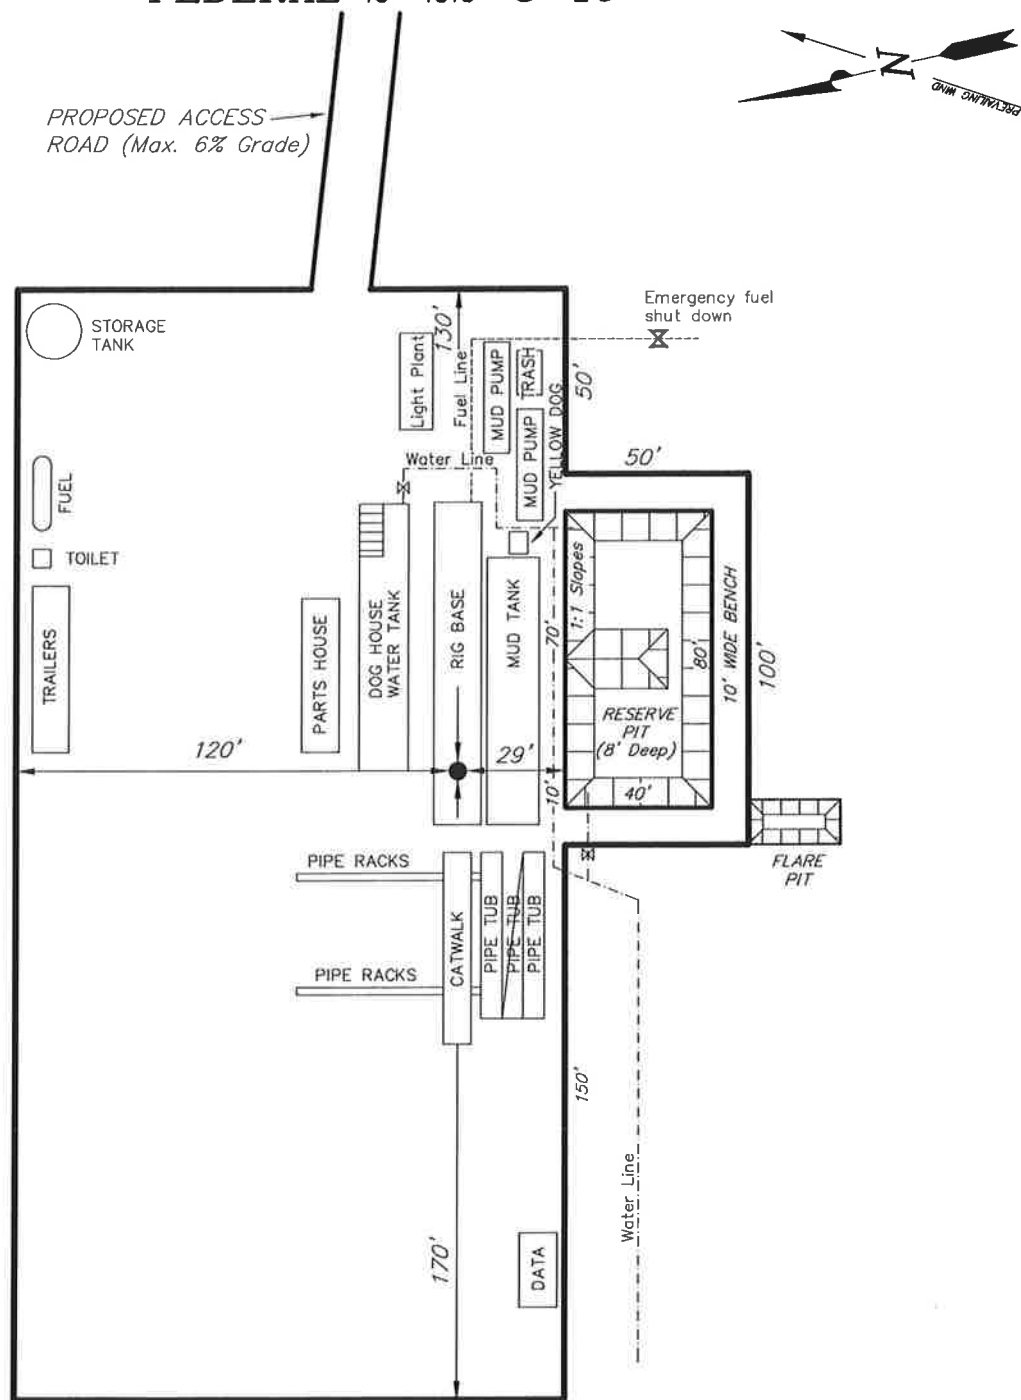 PROPOSED ACCESS
ROAD (Max. 6% Grade)
N
PREVAILING WIND
STORAGE
TANK
Emergency fuel
shut down
130'
Light Plant
Fuel Line
MUD PUMP
TRASH
50'
MUD PUMP
YELLOW DOG
Water Line
50'
FUEL
TOILET
TRAILERS
PARTS HOUSE
DOG HOUSE
WATER TANK
RIG BASE
MUD TANK
70'
1:1 Slopes
80'
10' WIDE BENCH
100'
RESERVE
PIT
(8' Deep)
120'
29'
10'
40'
FLARE
PIT
PIPE RACKS
CATWALK
PIPE TUB
PIPE TUB
PIPE TUB
PIPE RACKS
150'
Water Line
170'
DATA